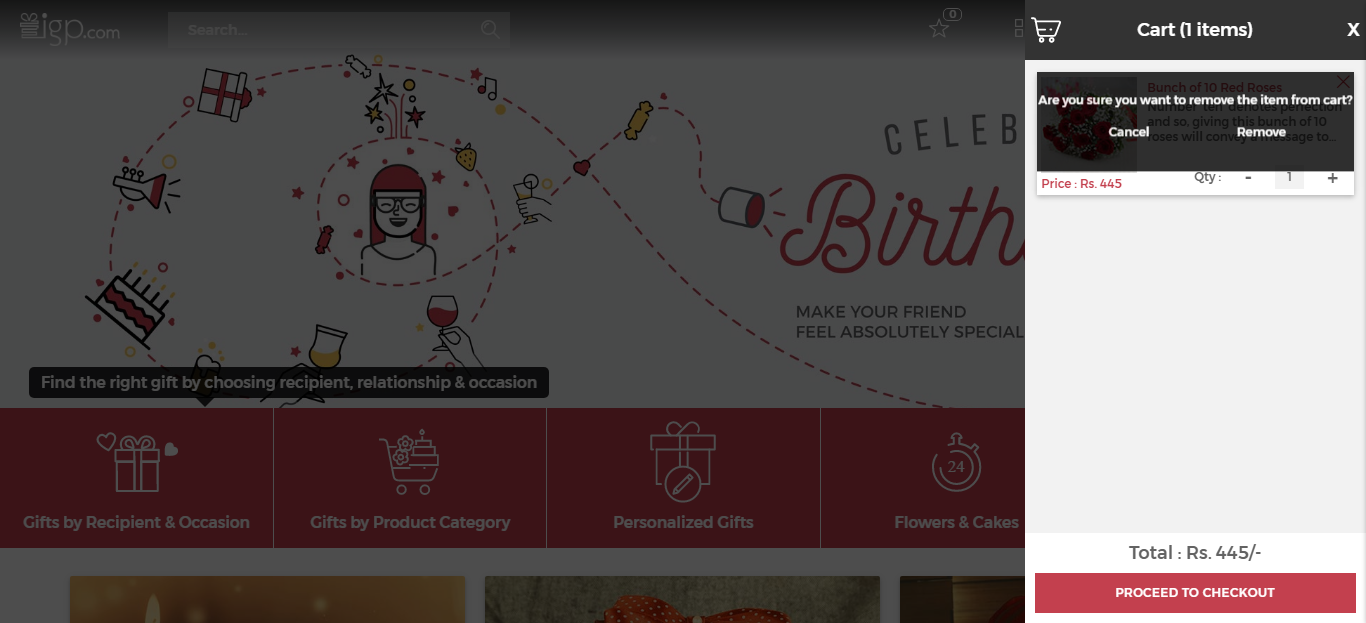 igp.com
Search...
0
Cart (1 items)
X
CELEB
Birth
MAKE YOUR FRIEND
FEEL ABSOLUTELY SPECIAL
Bunch of 10 Red Roses
Are you sure you want to remove the item from cart?
Number 'ten' denotes perfection
and so, giving this bunch of 10
roses will convey a message to...
Cancel
Remove
Price : Rs. 445
Qty :
-
1
+
Find the right gift by choosing recipient, relationship & occasion
24
Gifts by Recipient & Occasion
Gifts by Product Category
Personalized Gifts
Flowers & Cakes
Total : Rs. 445/-
PROCEED TO CHECKOUT